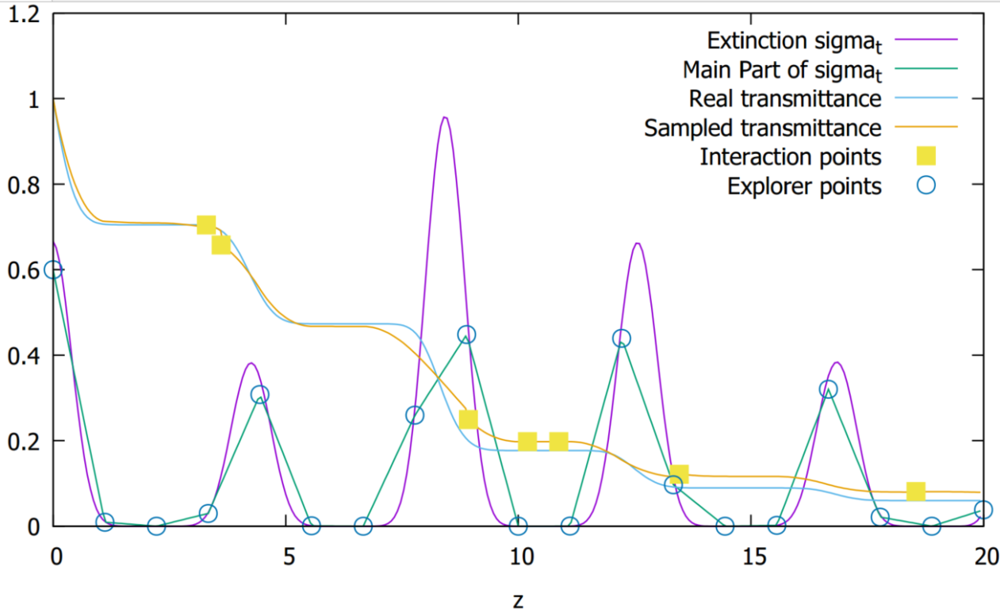 1.2
1
0.8
0.6
0.4
0.2
0
Extinction sigmaₜ
Main Part of sigmaₜ
Real transmittance
Sampled transmittance
Interaction points
Explorer points
0 5 10 15 20
z